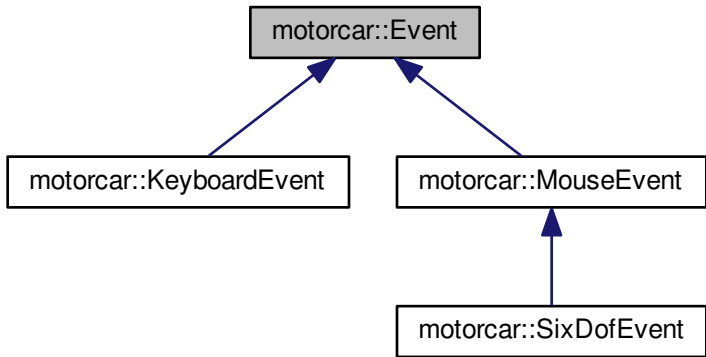 motorcar::Event
motorcar::KeyboardEvent
motorcar::MouseEvent
motorcar::SixDofEvent